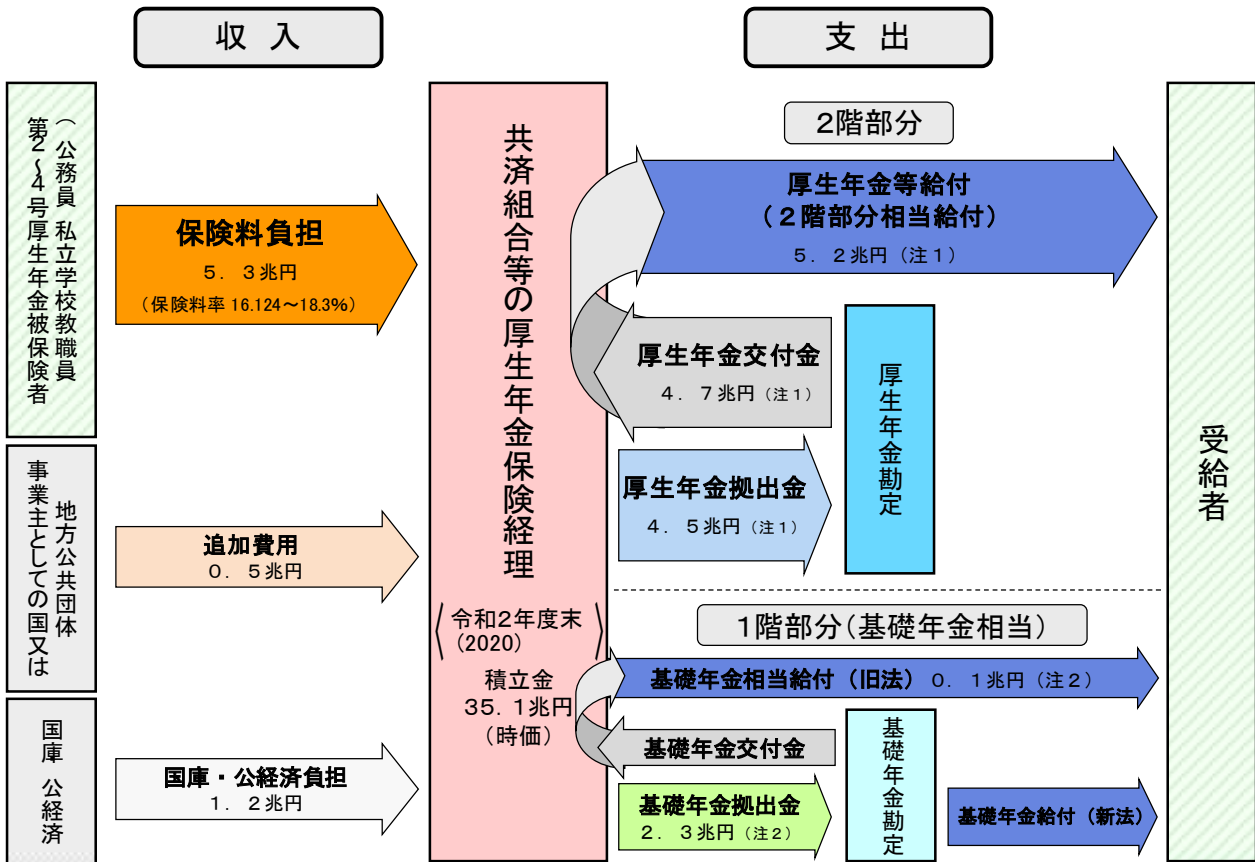 収 入
支 出
第2～4号厚生年金被保険者
（公務員 私立学校教職員
保険料負担
5．3兆円
（保険料率 16.124～18.3%）
事業主としての国又は
地方公共団体
追加費用
0．5兆円
国庫 公経済
国庫・公経済負担
1．2兆円
共済組合等の厚生年金保険経理
令和2年度末
(2020)
積立金
35.1兆円
（時価）
2階部分
厚生年金等給付
（２階部分相当給付）
5．2兆円（注1）
厚生年金交付金
4．7兆円（注1）
厚生年金拠出金
4．5兆円（注1）
厚生年金勘定
1階部分（基礎年金相当）
基礎年金相当給付（旧法）0．1兆円（注2）
基礎年金交付金
基礎年金拠出金
2．3兆円（注2）
基礎年金勘定
基礎年金給付（新法）
受給者